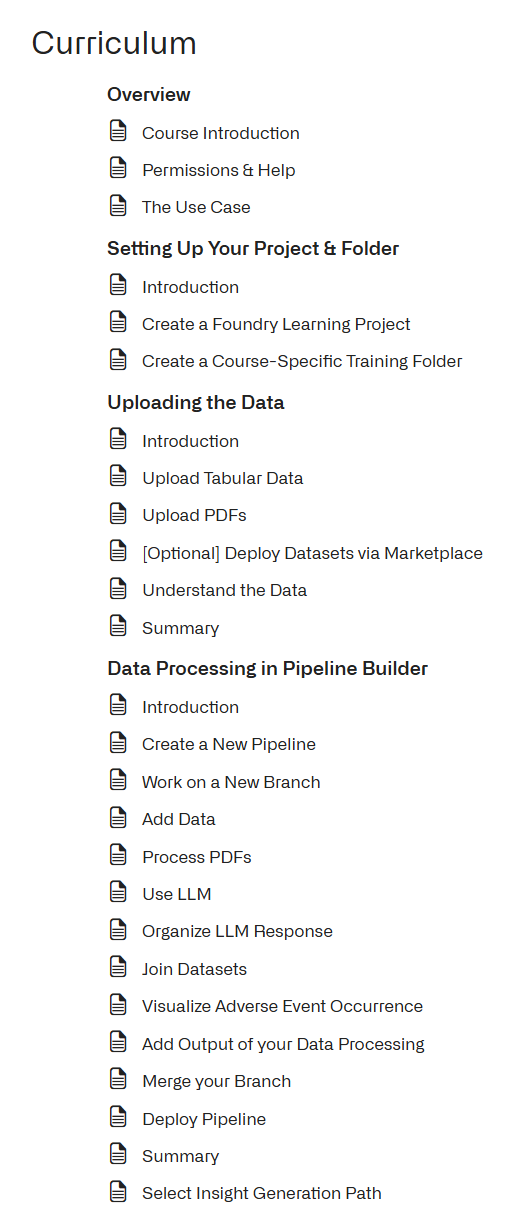 Curriculum
Overview
Course Introduction
Permissions & Help
The Use Case
Setting Up Your Project & Folder
Introduction
Create a Foundry Learning Project
Create a Course-Specific Training Folder
Uploading the Data
Introduction
Upload Tabular Data
Upload PDFs
[Optional] Deploy Datasets via Marketplace
Understand the Data
Summary
Data Processing in Pipeline Builder
Introduction
Create a New Pipeline
Work on a New Branch
Add Data
Process PDFs
Use LLM
Organize LLM Response
Join Datasets
Visualize Adverse Event Occurrence
Add Output of your Data Processing
Merge your Branch
Deploy Pipeline
Summary
Select Insight Generation Path